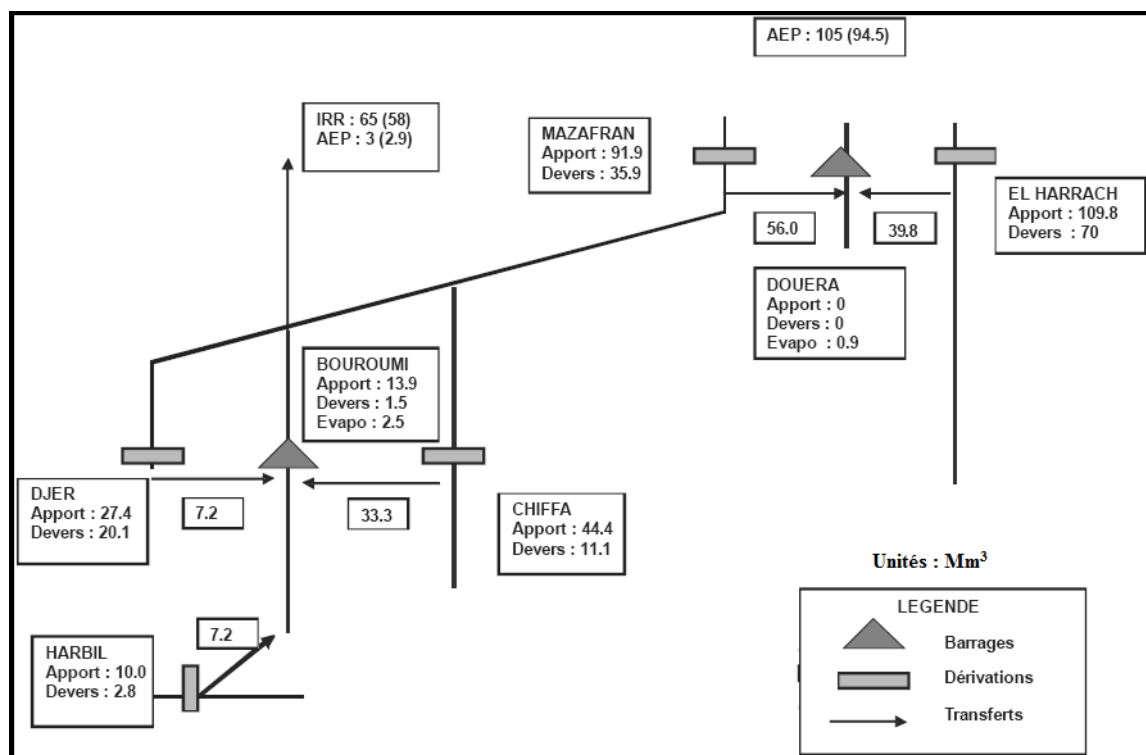 AEP : 105 (94.5)
IRR : 65 (58)
AEP : 3 (2.9)
MAZAFRAN
Apport : 91.9
Devers : 35.9
EL HARRACH
Apport : 109.8
Devers : 70
56.0
39.8
DOUERA
Apport : 0
Devers : 0
Evapo : 0.9
BOUROUMI
Apport : 13.9
Devers : 1.5
Evapo : 2.5
DJER
Apport : 27.4
Devers : 20.1
7.2
33.3
CHIFFA
Apport : 44.4
Devers : 11.1
HARBIL
Apport : 10.0
Devers : 2.8
7.2
Unités : Mm³
LEGENDE
Barrages
Dérivations
Transferts